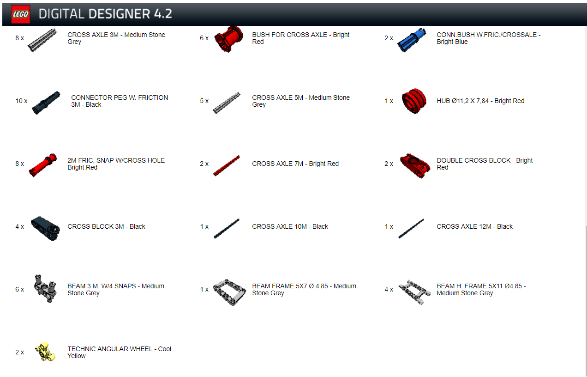 LEGO DIGITAL DESIGNER 4.2
8 x CROSS AXLE 3M - Medium Stone
Grey
6 x BUSH FOR CROSS AXLE - Bright
Red
2 x CONN.BUSH W.FRIC./CROSSALE -
Bright Blue
10 x CONNECTOR PEG W. FRICTION
3M - Black
5 x CROSS AXLE 5M - Medium Stone
Grey
1 x HUB Ø11,2 X 7,84 - Bright Red
8 x 2M FRIC. SNAP W/CROSS HOLE
Bright Red
2 x CROSS AXLE 7M - Bright Red
2 x DOUBLE CROSS BLOCK - Bright
Red
4 x CROSS BLOCK 3M - Black
1 x CROSS AXLE 10M - Black
1 x CROSS AXLE 12M - Black
6 x BEAM 3 M. W/4 SNAPS - Medium
Stone Grey
1 x BEAM FRAME 5X7 Ø 4.85 - Medium
Stone Grey
4 x BEAM H. FRAME 5X11 Ø4.85 -
Medium Stone Grey
2 x TECHNIC ANGULAR WHEEL - Cool
Yellow